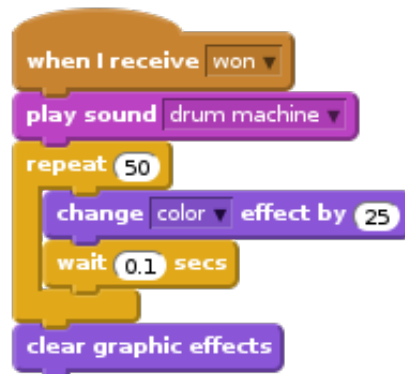 when I receive won
play sound drum machine
repeat 50
change color effect by 25
wait 0.1 secs
clear graphic effects